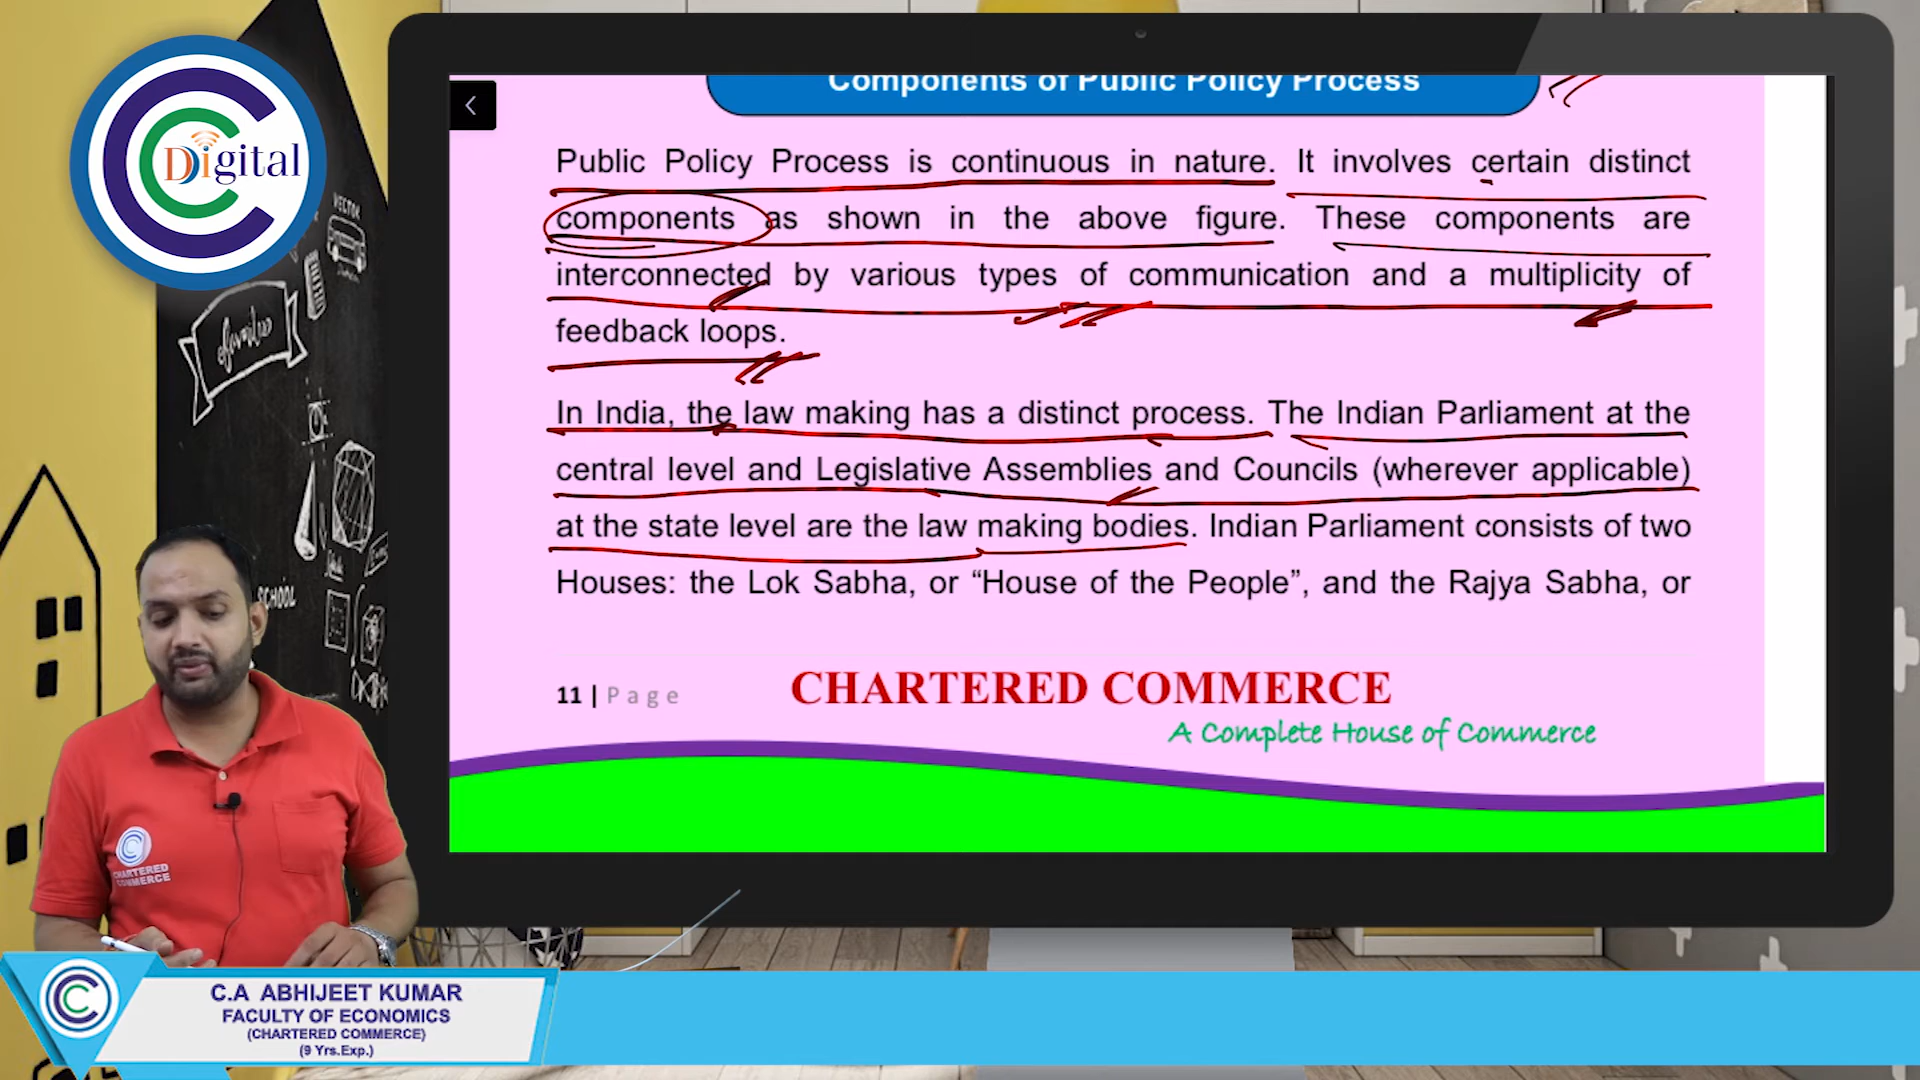 Digital
Components of Public Policy Process
Public Policy Process is continuous in nature. It involves certain distinct
components as shown in the above figure. These components are
interconnected by various types of communication and a multiplicity of
feedback loops.
In India, the law making has a distinct process. The Indian Parliament at the
central level and Legislative Assemblies and Councils (wherever applicable)
at the state level are the law making bodies. Indian Parliament consists of two
Houses: the Lok Sabha, or “House of the People”, and the Rajya Sabha, or
11 | Page
CHARTERED COMMERCE
A Complete House of Commerce
VECTOR
SCHOOL
CHARTERED
COMMERCE
C.A ABHIJEET KUMAR
FACULTY OF ECONOMICS
(CHARTERED COMMERCE)
(9 Yrs.Exp.)